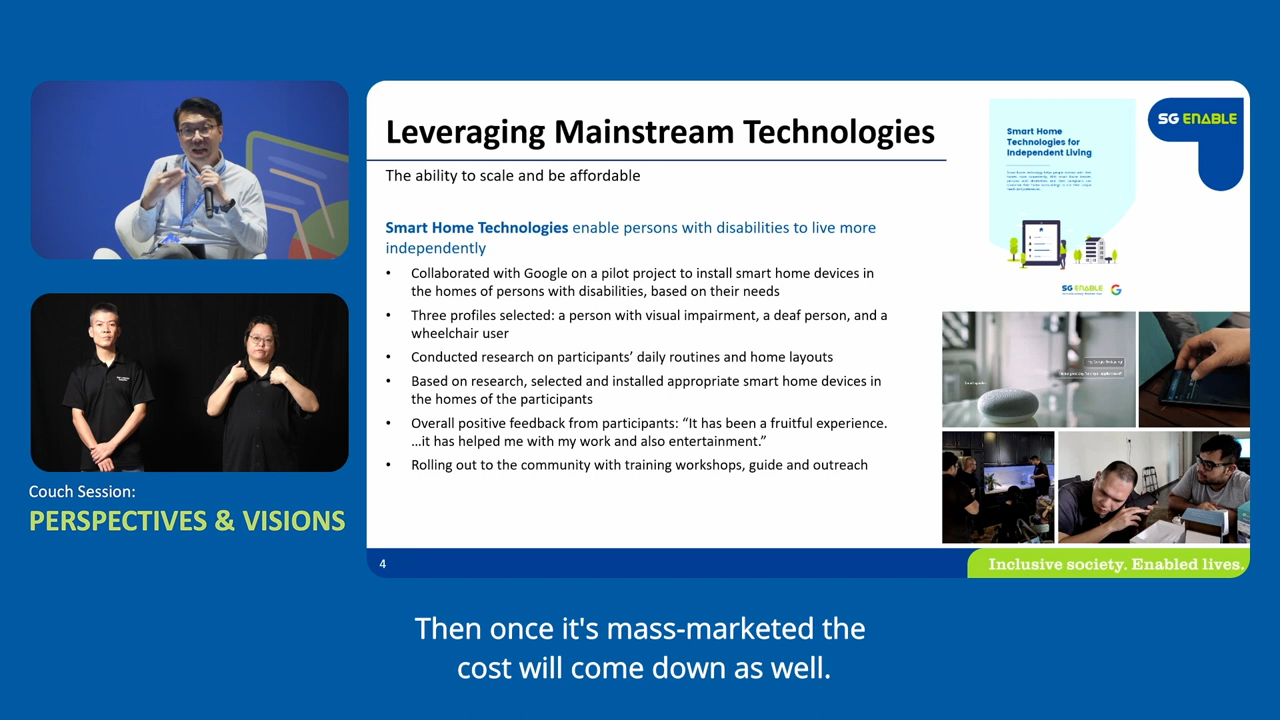 Leveraging Mainstream Technologies
The ability to scale and be affordable
Smart Home Technologies enable persons with disabilities to live more
independently
• Collaborated with Google on a pilot project to install smart home devices in
the homes of persons with disabilities, based on their needs
• Three profiles selected: a person with visual impairment, a deaf person, and a
wheelchair user
• Conducted research on participants’ daily routines and home layouts
• Based on research, selected and installed appropriate smart home devices in
the homes of the participants
• Overall positive feedback from participants: “It has been a fruitful experience.
…it has helped me with my work and also entertainment.”
• Rolling out to the community with training workshops, guide and outreach
Smart Home
Technologies for
Independent Living
SG ENABLE
SG ENABLE
4
Inclusive society. Enabled lives.
Couch Session:
PERSPECTIVES & VISIONS
Then once it's mass-marketed the
cost will come down as well.